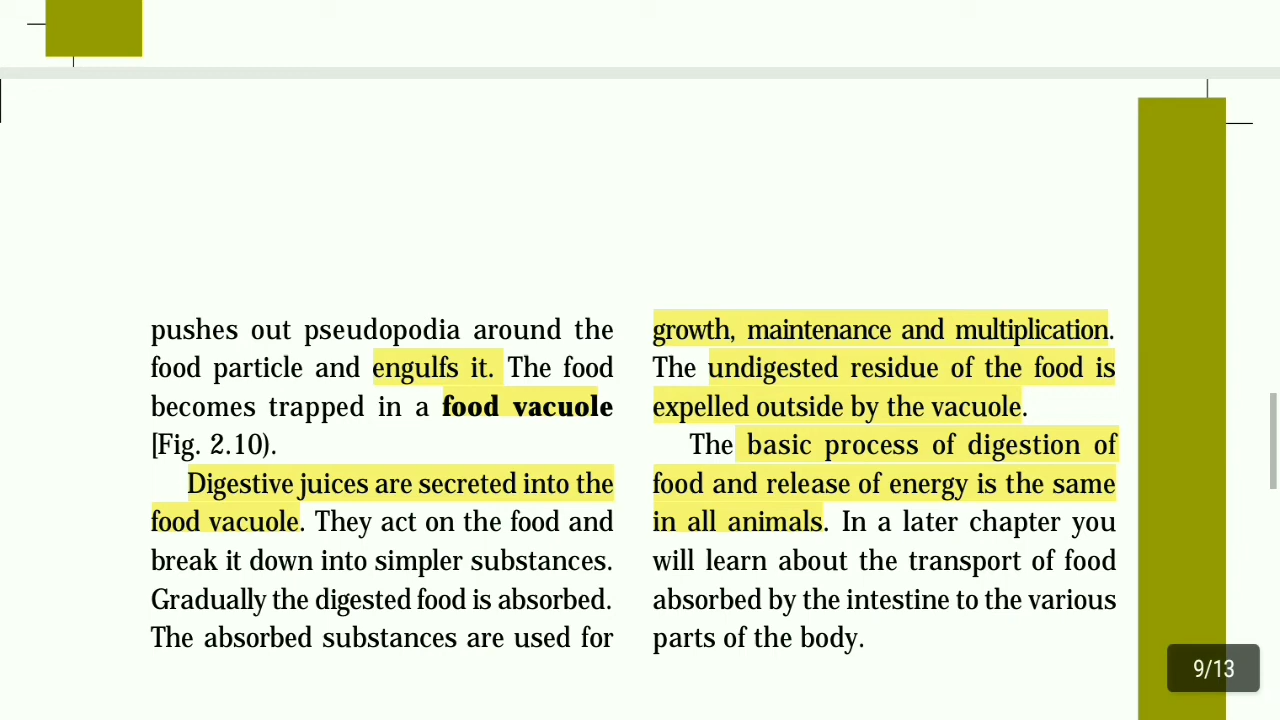 pushes out pseudopodia around the
food particle and engulfs it. The food
becomes trapped in a food vacuole
[Fig. 2.10).
Digestive juices are secreted into the
food vacuole. They act on the food and
break it down into simpler substances.
Gradually the digested food is absorbed.
The absorbed substances are used for
growth, maintenance and multiplication.
The undigested residue of the food is
expelled outside by the vacuole.
The basic process of digestion of
food and release of energy is the same
in all animals. In a later chapter you
will learn about the transport of food
absorbed by the intestine to the various
parts of the body.
9/13